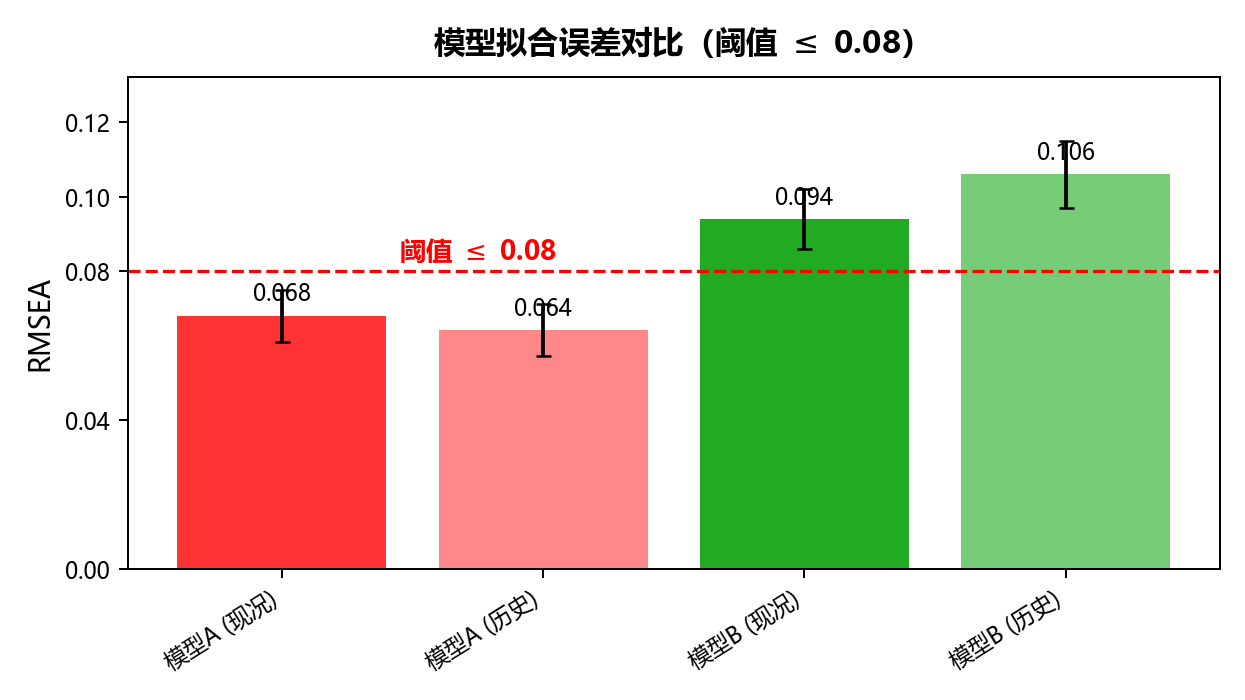 模型拟合误差对比（阈值 ≤ 0.08）
RMSEA
0.12
0.10
0.08
0.04
0.00
阈值 ≤ 0.08
0.068
0.064
0.094
0.106
模型A (现况)
模型A (历史)
模型B (现况)
模型B (历史)